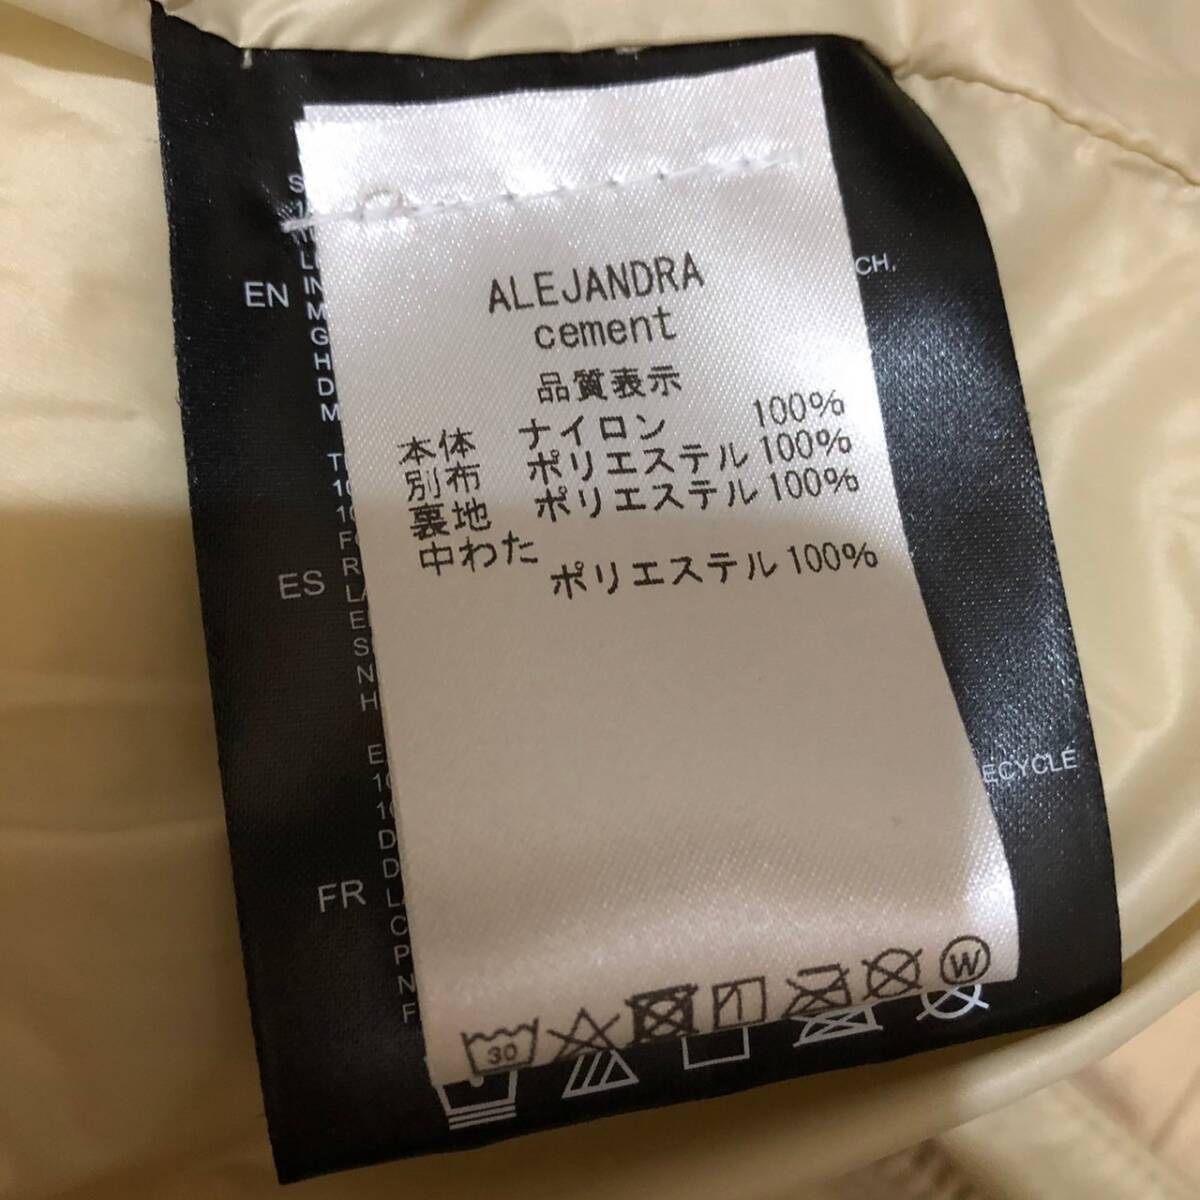 ALEJANDRA
cement
品質表示
本体 ナイロン 100%
別布 ポリエステル 100%
裏地 ポリエステル 100%
中わた
ポリエステル 100%
30
W
EN
ES
FR
CH.
ECYCLÉ